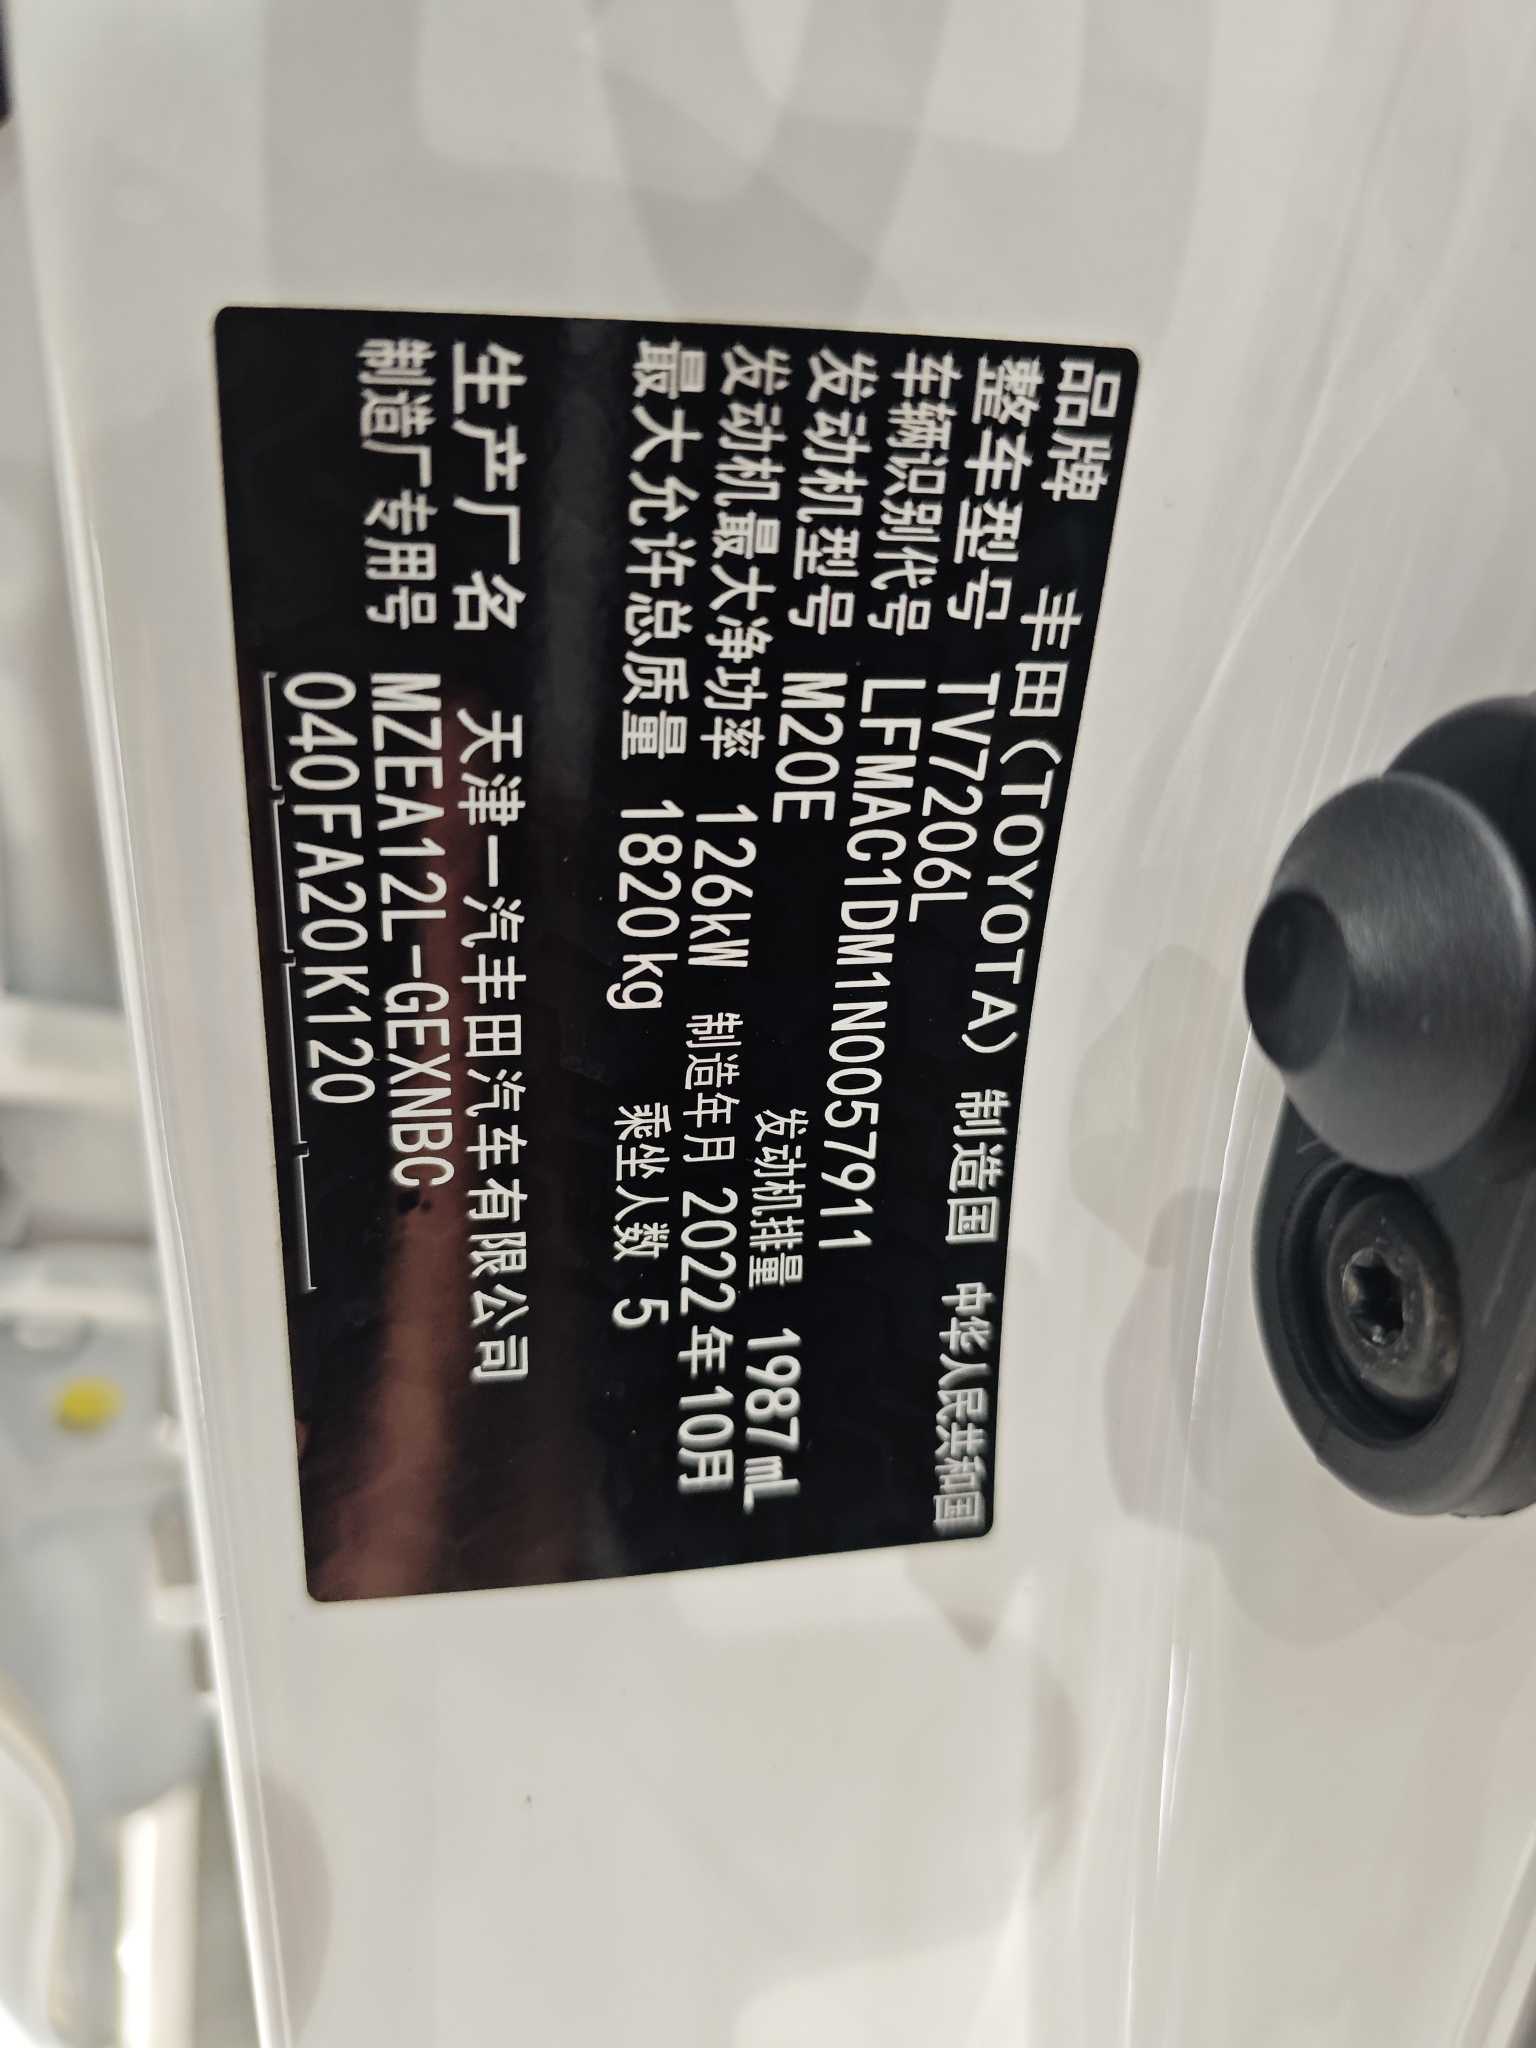 品牌 丰田（TOYOTA） 制造国 中华人民共和国
整车型号 TV7206L
车辆识别代号 LFMAC1DM1N0057911
发动机型号 M20E 发动机排量 1987mL
发动机最大净功率 126kW 制造年月 2022年10月
最大允许总质量 1820kg 乘坐人数 5
生产厂名 天津一汽丰田汽车有限公司
制造厂专用号 MZEA12L-GEXNBC
040FA20K120